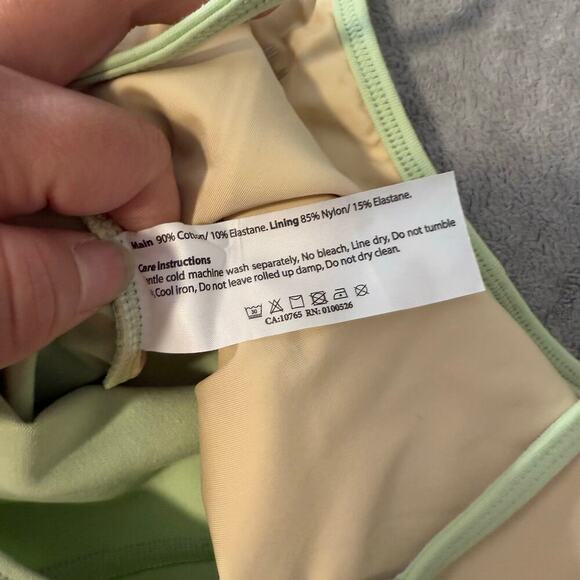 Main 90% Cotton/ 10% Elastane. Lining 85% Nylon/ 15% Elastane.
Care Instructions
Gentle cold machine wash separately, No bleach, Line dry, Do not tumble
Cool Iron, Do not leave rolled up damp, Do not dry clean.
30
CA:10765 RN:0100526